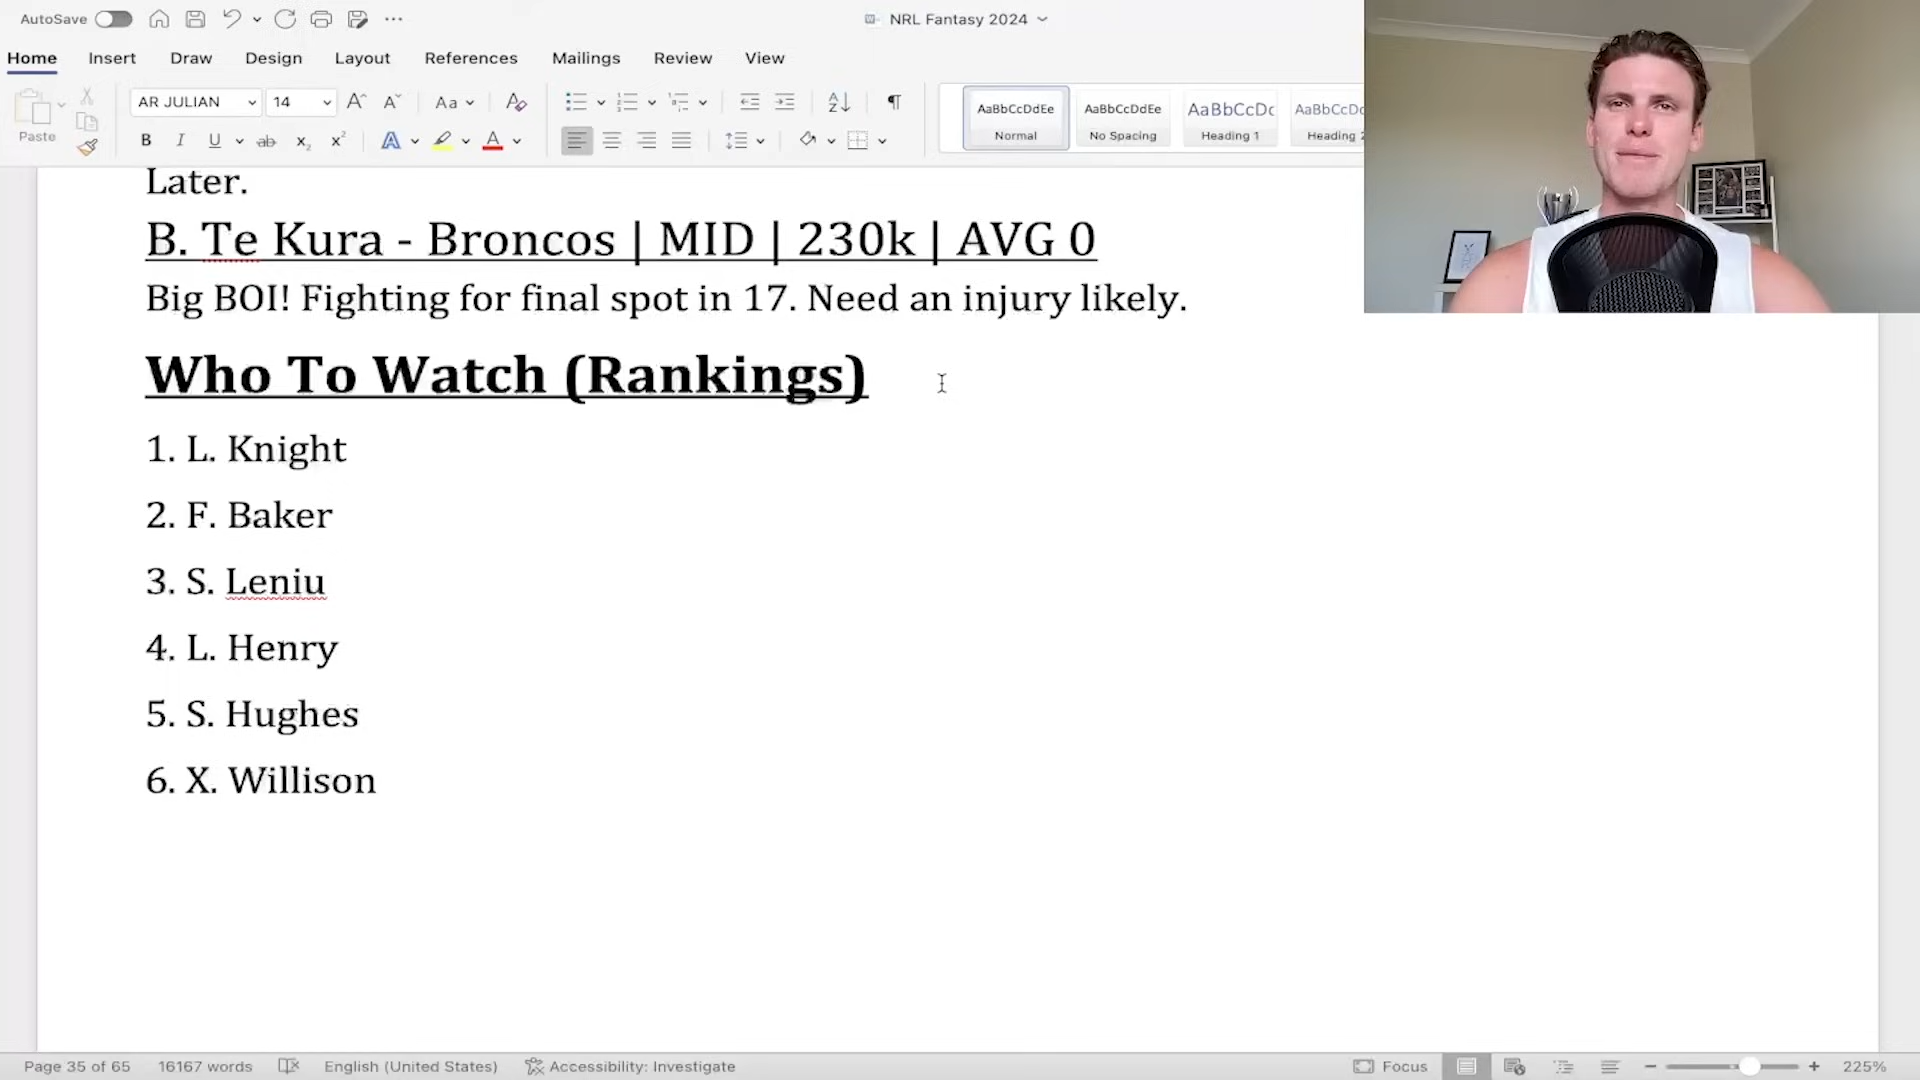 AutoSave
NRL Fantasy 2024
Home Insert Draw Design Layout References Mailings Review View
Paste
AR JULIAN 14
AaBbCcDdEe AaBbCcDdEe AaBbCcDc AaBbCcDc
Normal No Spacing Heading 1 Heading 2
Later.
B. Te Kura - Broncos | MID | 230k | AVG 0
Big BOI! Fighting for final spot in 17. Need an injury likely.
Who To Watch (Rankings)
1. L. Knight
2. F. Baker
3. S. Leniu
4. L. Henry
5. S. Hughes
6. X. Willison
Page 35 of 65 16167 words English (United States) Accessibility: Investigate Focus 225%